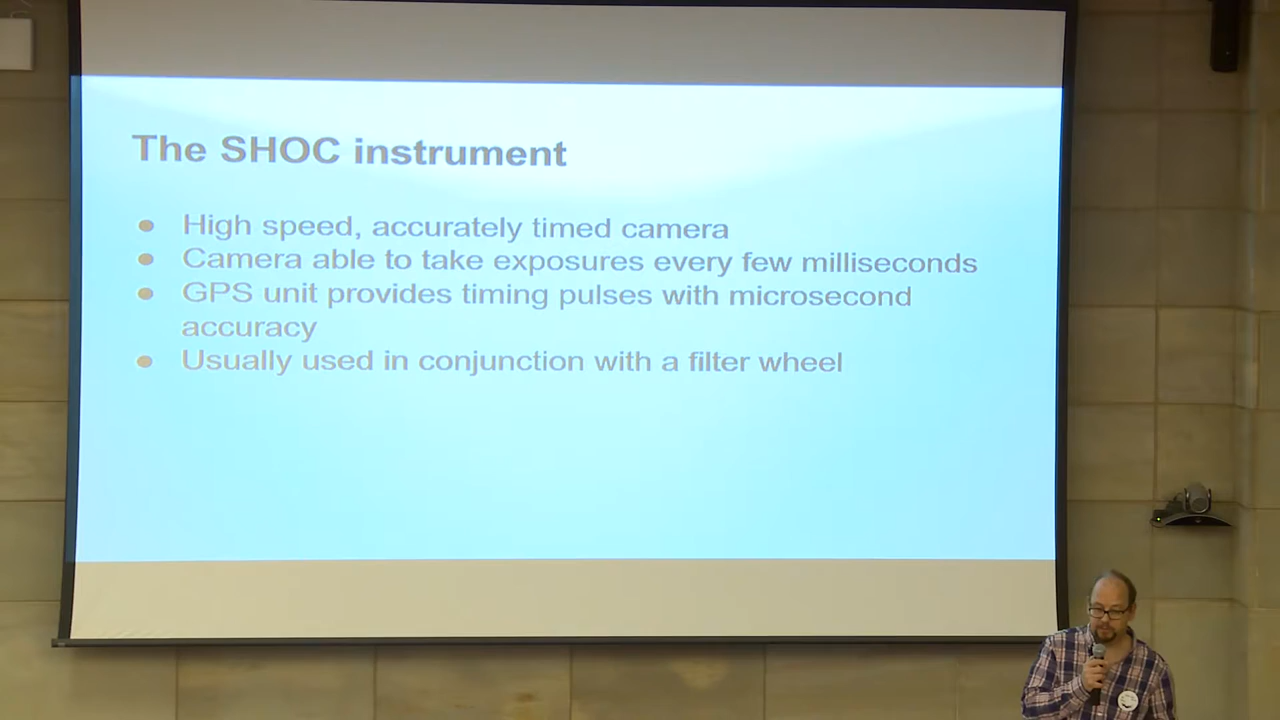 The SHOC instrument
● High speed, accurately timed camera
● Camera able to take exposures every few milliseconds
● GPS unit provides timing pulses with microsecond
accuracy
● Usually used in conjunction with a filter wheel